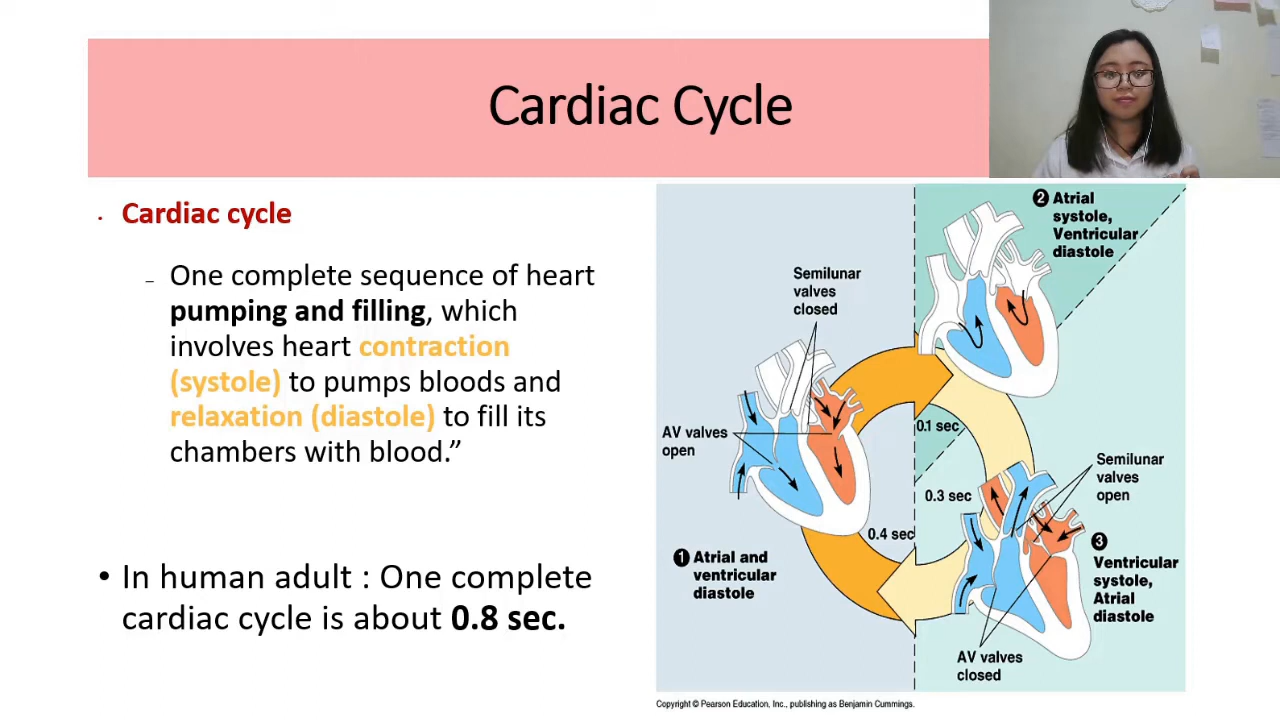 Cardiac Cycle
• Cardiac cycle
– One complete sequence of heart
pumping and filling, which
involves heart contraction
(systole) to pumps bloods and
relaxation (diastole) to fill its
chambers with blood.”
• In human adult : One complete
cardiac cycle is about 0.8 sec.
2 Atrial
systole,
Ventricular
diastole
Semilunar
valves
closed
AV valves
open
0.1 sec
0.3 sec
0.4 sec
Semilunar
valves
open
1 Atrial and
ventricular
diastole
3
Ventricular
systole,
Atrial
diastole
AV valves
closed
Copyright © Pearson Education, Inc., publishing as Benjamin Cummings.